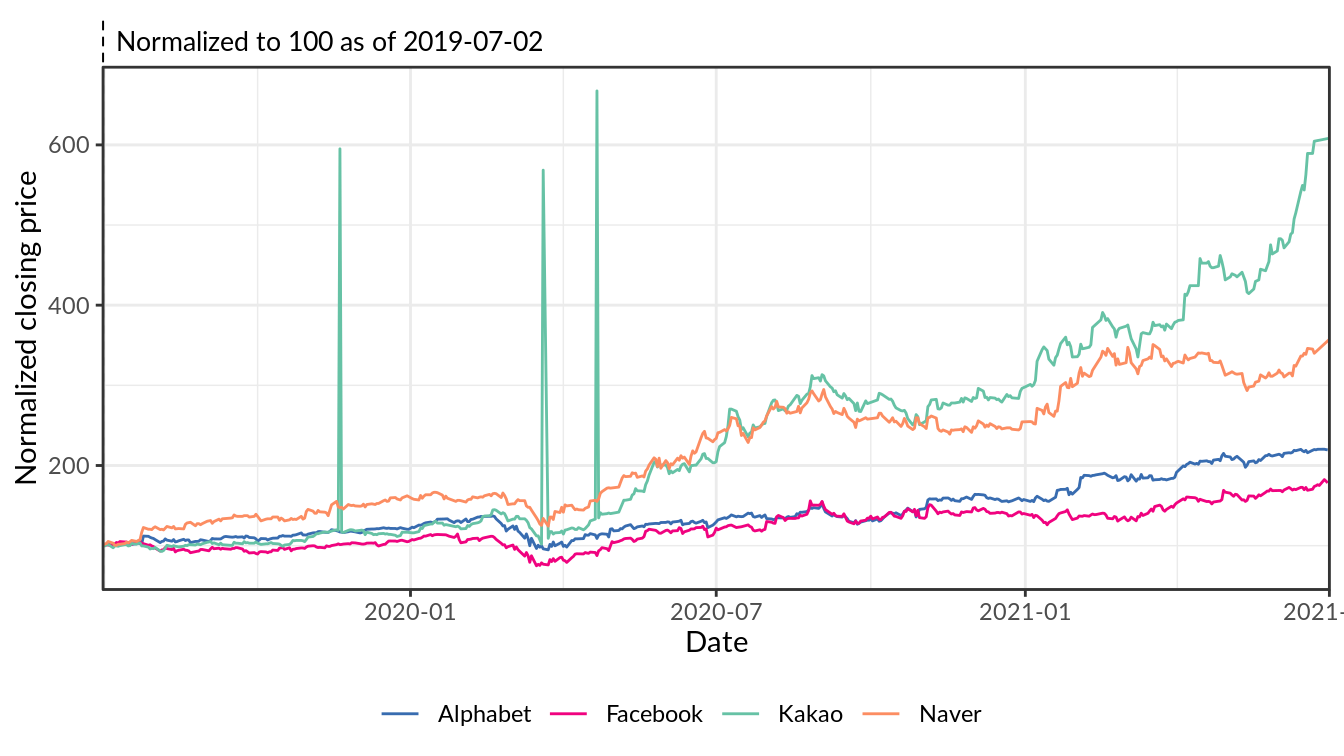 Normalized to 100 as of 2019-07-02
Normalized closing price
600
400
200
2020-01
2020-07
2021-01
2021-
Date
Alphabet Facebook Kakao Naver